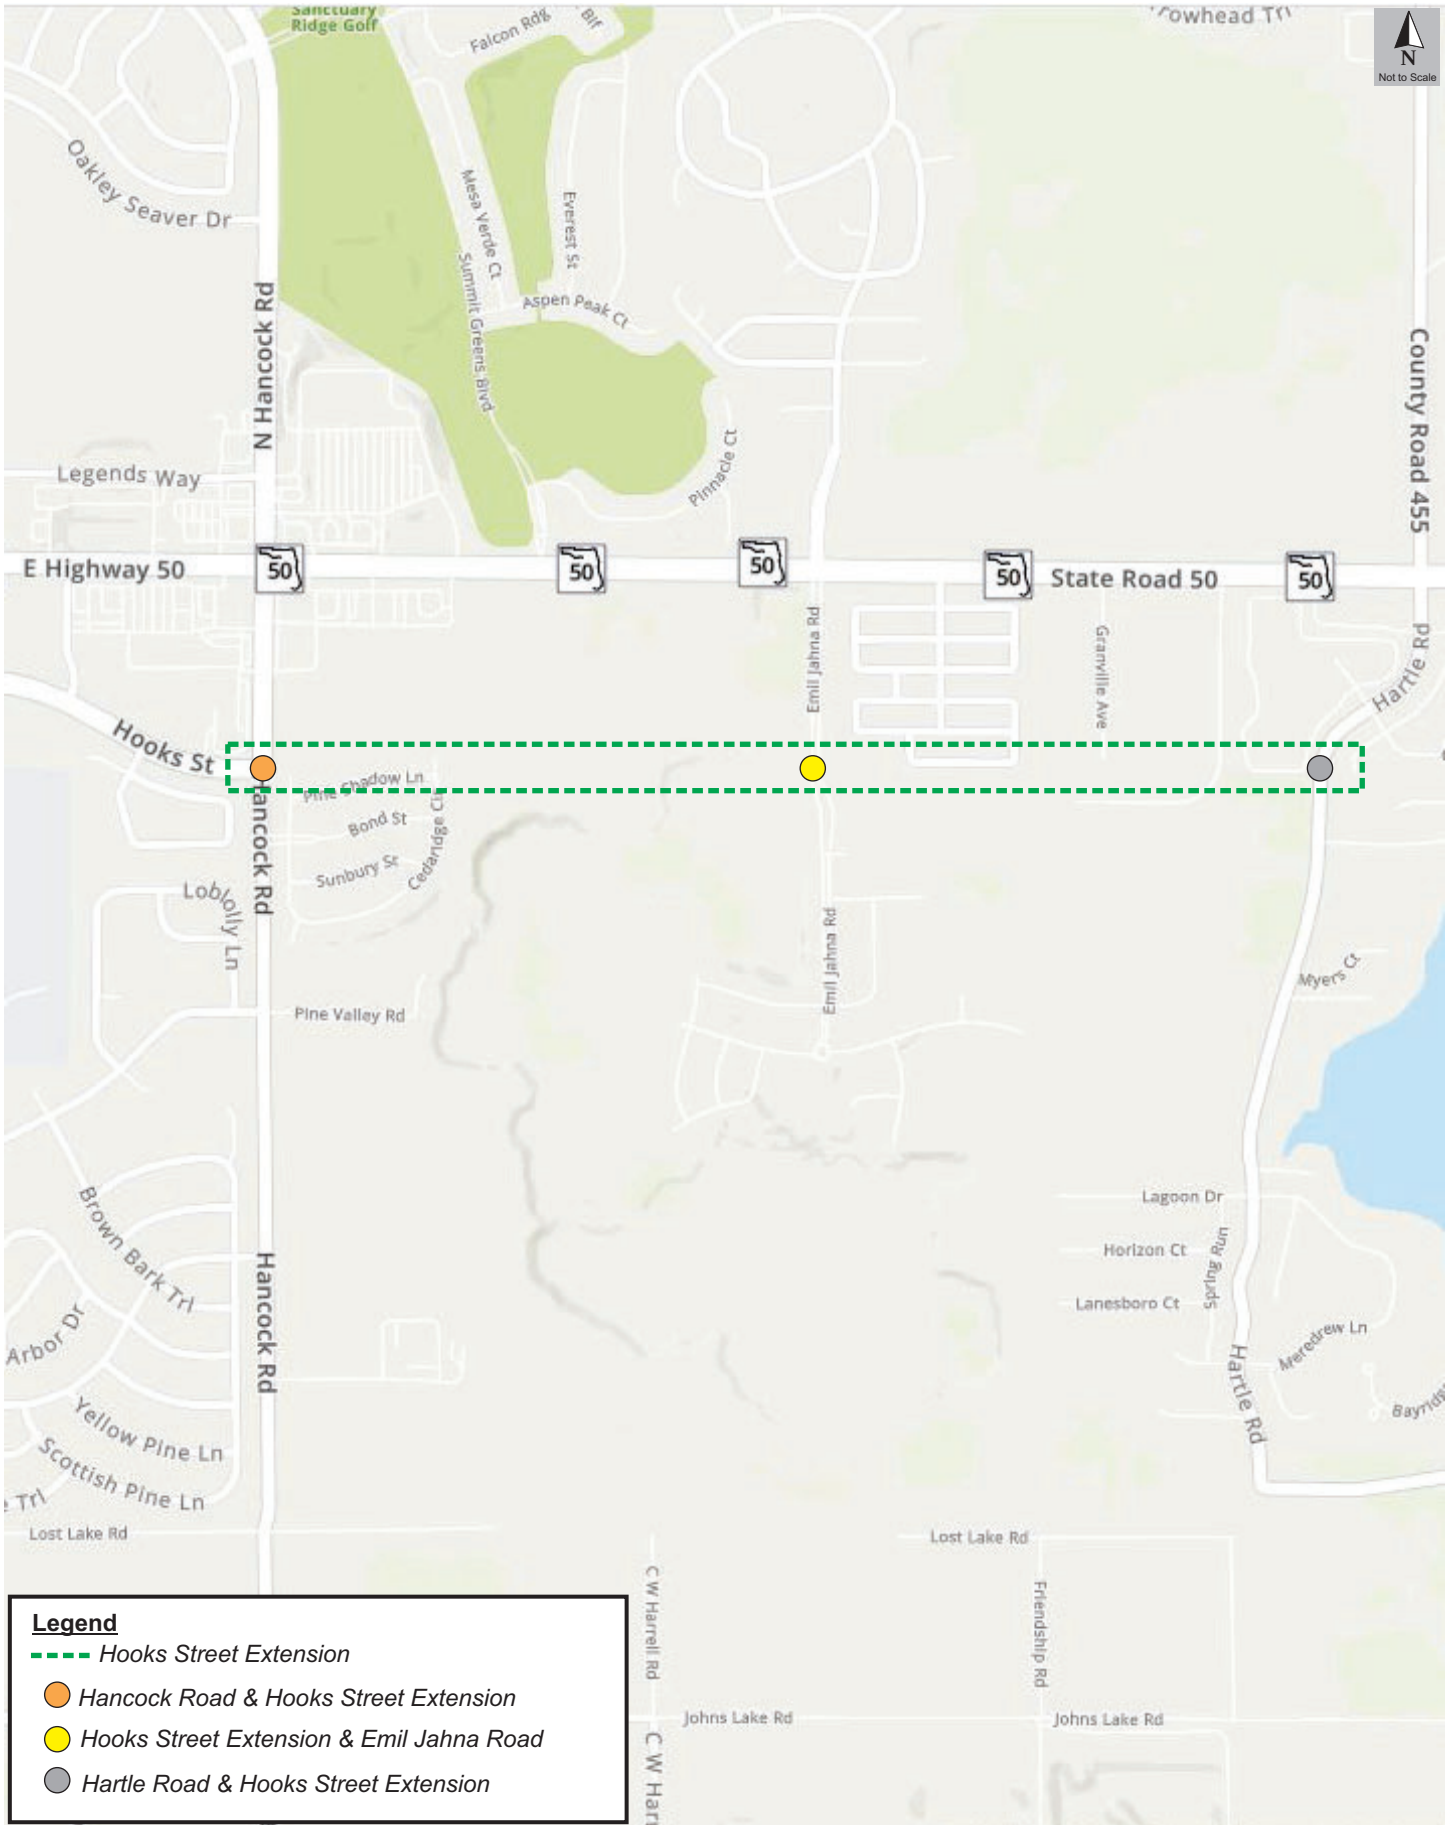 Sanctuary
Ridge Golf
Falcon Rdg
Blf
rowhead Trl
N
Not to Scale
Oakley Seaver Dr
Mesa Verde Ct
Everest St
Summit Greens Blvd
Aspen Peak Ct
N Hancock Rd
County Road 455
Legends Way
Pinnacle Ct
E Highway 50
50
50
50
50
State Road 50
50
Emil Jahna Rd
Granville Ave
Hartle Rd
Hooks St
Pine Shadow Ln
Bond St
Cedaridge Cir
Sunbury St
Hancock Rd
Loblolly Ln
Emil Jahna Rd
Myers Ct
Pine Valley Rd
Brown Bark Trl
Lagoon Dr
Horizon Ct
Spring Run
Lanesboro Ct
Hancock Rd
Arbor Dr
Meredrew Ln
Hartle Rd
Yellow Pine Ln
Scottish Pine Ln
Trl
Lost Lake Rd
Lost Lake Rd
C W Harrell Rd
Friendship Rd
Johns Lake Rd
Johns Lake Rd
Legend
Hooks Street Extension
Hancock Road & Hooks Street Extension
Hooks Street Extension & Emil Jahna Road
Hartle Road & Hooks Street Extension